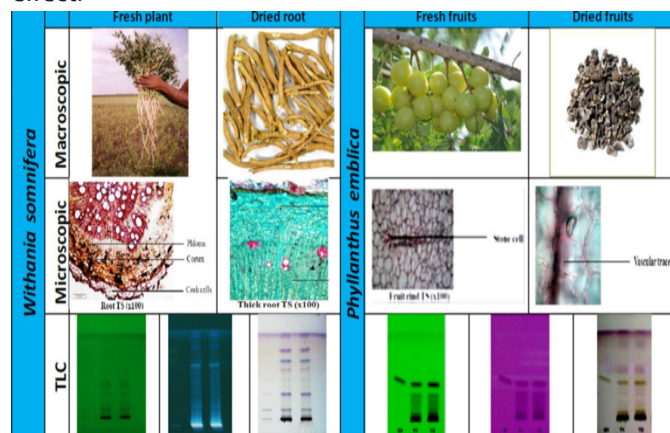 Fresh plant
Dried root
Fresh fruits
Dried fruits
Withania somnifera
Macroscopic
Microscopic
TLC
Phloem
Cortex
Cork cells
Root TS (x100)
Thick root TS (x100)
Phyllanthus emblica
Stone cell
Fruit rind TS (x100)
Vascular trace